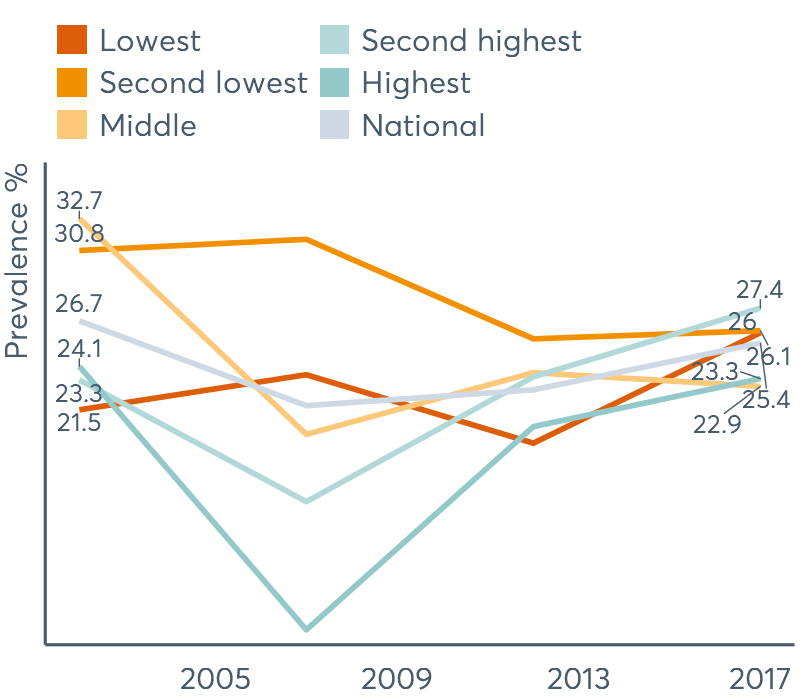 Lowest
Second lowest
Middle
Second highest
Highest
National
Prevalence %
32.7
30.8
26.7
24.1
23.3
21.5
27.4
26
26.1
23.3
25.4
22.9
2005
2009
2013
2017